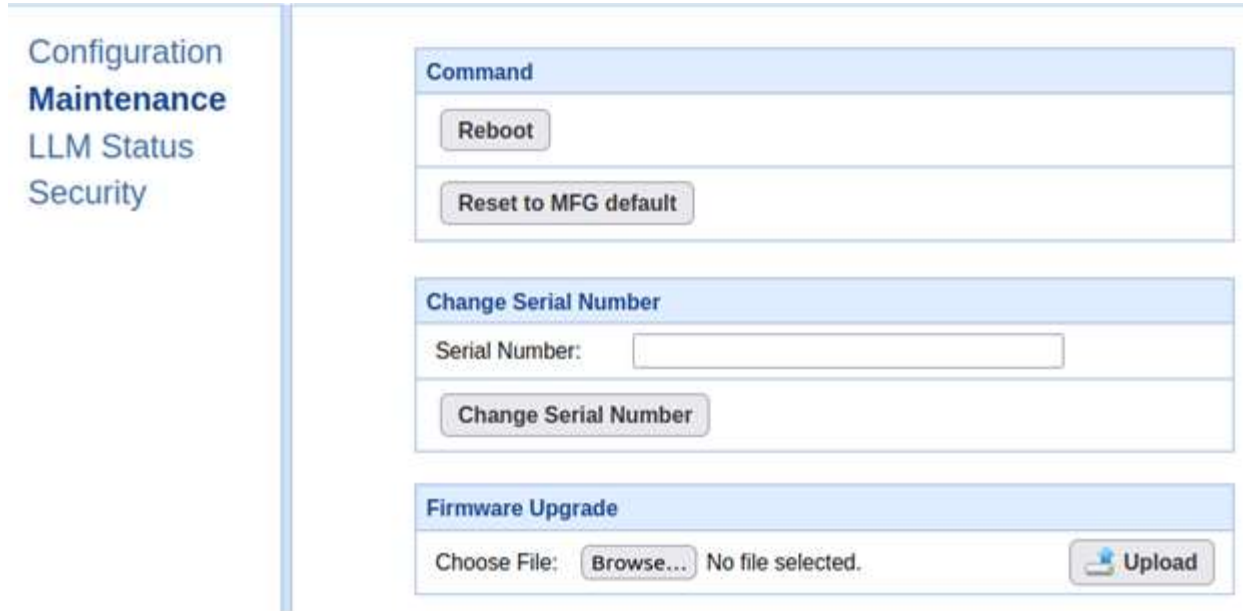 Configuration
Maintenance
LLM Status
Security
Command
Reboot
Reset to MFG default
Change Serial Number
Serial Number:
Change Serial Number
Firmware Upgrade
Choose File: Browse... No file selected. Upload